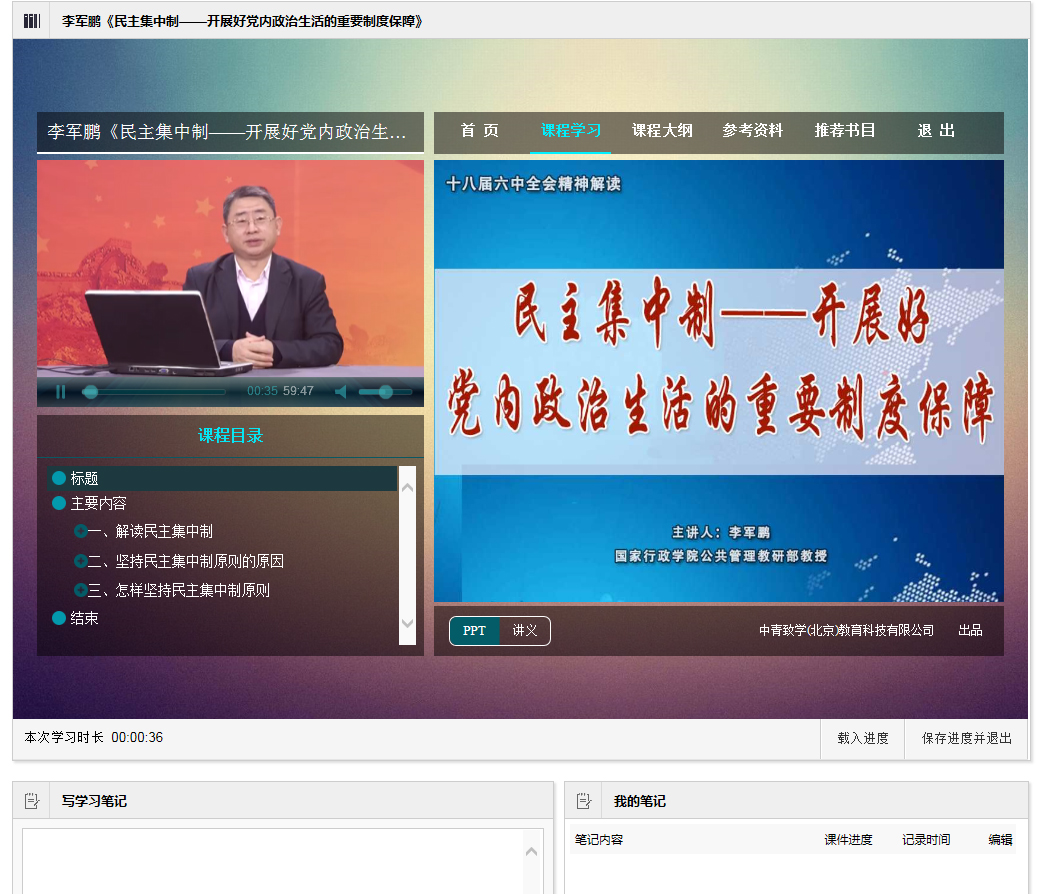 李军鹏《民主集中制——开展好党内政治生活的重要制度保障》
李军鹏《民主集中制——开展好党内政治生...
首 页 课程学习 课程大纲 参考资料 推荐书目 退 出
十八届六中全会精神解读
民主集中制——开展好
党内政治生活的重要制度保障
主讲人：李军鹏
国家行政学院公共管理教研部教授
00:35 59:47
课程目录
标题
主要内容
一、解读民主集中制
二、坚持民主集中制原则的原因
三、怎样坚持民主集中制原则
结束
PPT 讲义
中青致学(北京)教育科技有限公司 出品
本次学习时长 00:00:36
载入进度 保存进度并退出
写学习笔记
我的笔记
笔记内容 课件进度 记录时间 编辑